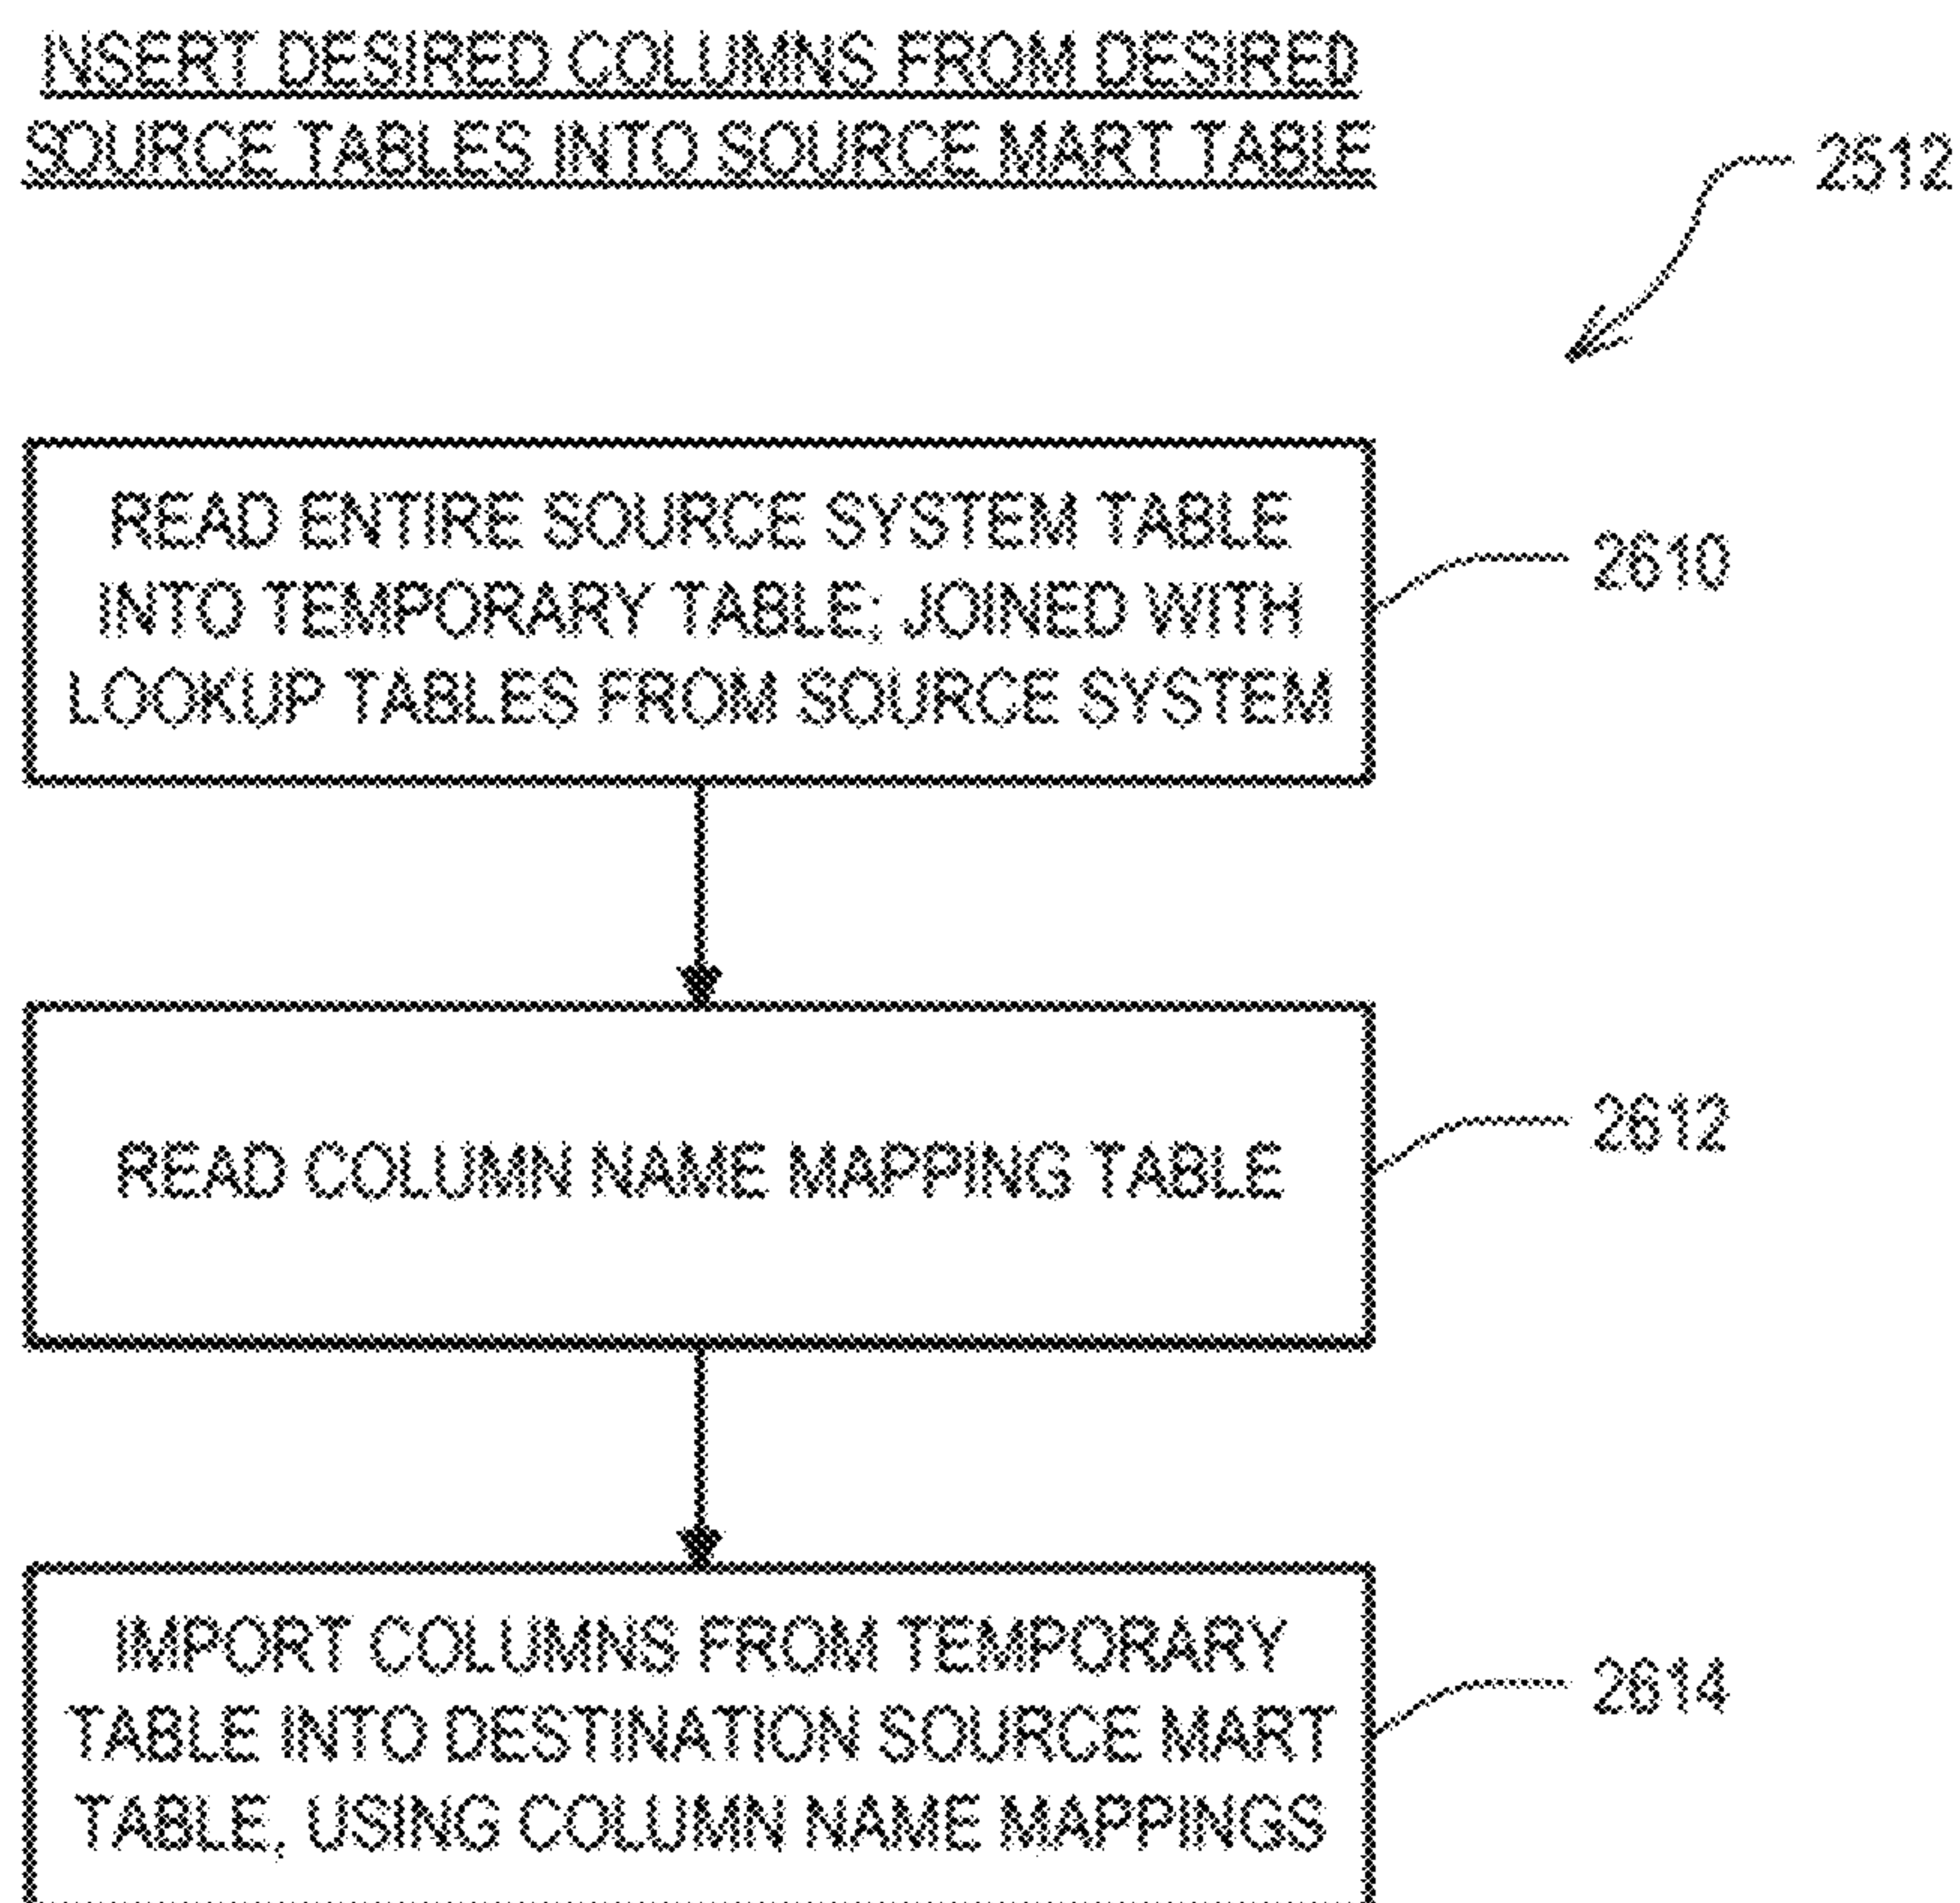 INSERT DESIRED COLUMNS FROM DESIRED
SOURCE TABLES INTO SOURCE MART TABLE
2512
READ ENTIRE SOURCE SYSTEM TABLE
INTO TEMPORARY TABLE; JOINED WITH
LOOKUP TABLES FROM SOURCE SYSTEM
2610
READ COLUMN NAME MAPPING TABLE
2612
IMPORT COLUMNS FROM TEMPORARY
TABLE INTO DESTINATION SOURCE MART
TABLE, USING COLUMN NAME MAPPINGS
2614